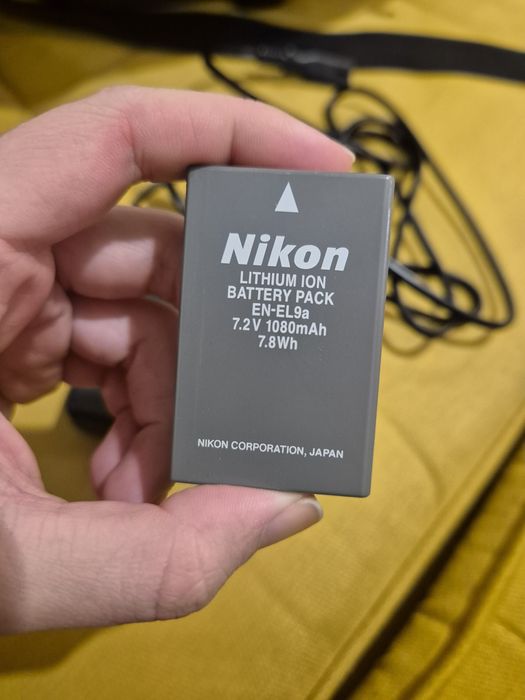 Nikon
LITHIUM ION
BATTERY PACK
EN-EL9a
7.2V 1080mAh
7.8Wh
NIKON CORPORATION, JAPAN